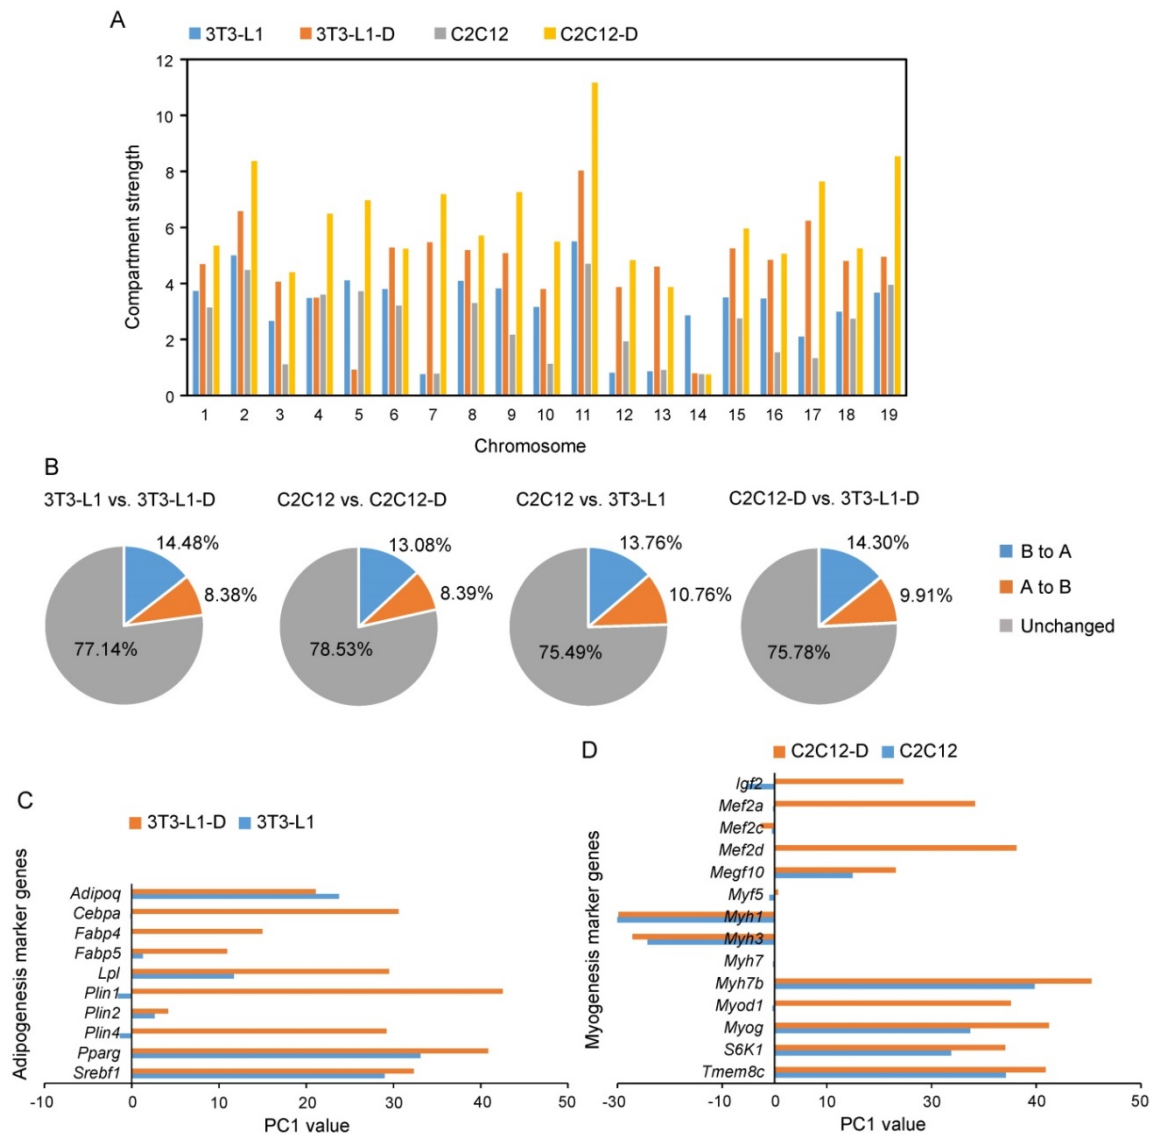 A
3T3-L1 3T3-L1-D C2C12 C2C12-D
12
10
8
6
4
2
0
Compartment strength
1 2 3 4 5 6 7 8 9 10 11 12 13 14 15 16 17 18 19
Chromosome
B
3T3-L1 vs. 3T3-L1-D C2C12 vs. C2C12-D C2C12 vs. 3T3-L1 C2C12-D vs. 3T3-L1-D
14.48% 13.08% 13.76% 14.30%
8.38% 8.39% 10.76% 9.91%
77.14% 78.53% 75.49% 75.78%
B to A
A to B
Unchanged
C
3T3-L1-D 3T3-L1
Adipogenesis marker genes
Adipoq
Cebpa
Fabp4
Fabp5
Lpl
Plin1
Plin2
Plin4
Pparg
Srebf1
-10 0 10 20 30 40 50
PC1 value
D
C2C12-D C2C12
Myogenesis marker genes
Igf2
Mef2a
Mef2c
Mef2d
Megf10
Myf5
Myh1
Myh3
Myh7
Myh7b
Myod1
Myog
S6K1
Tmem8c
-30 -10 10 30 50
PC1 value